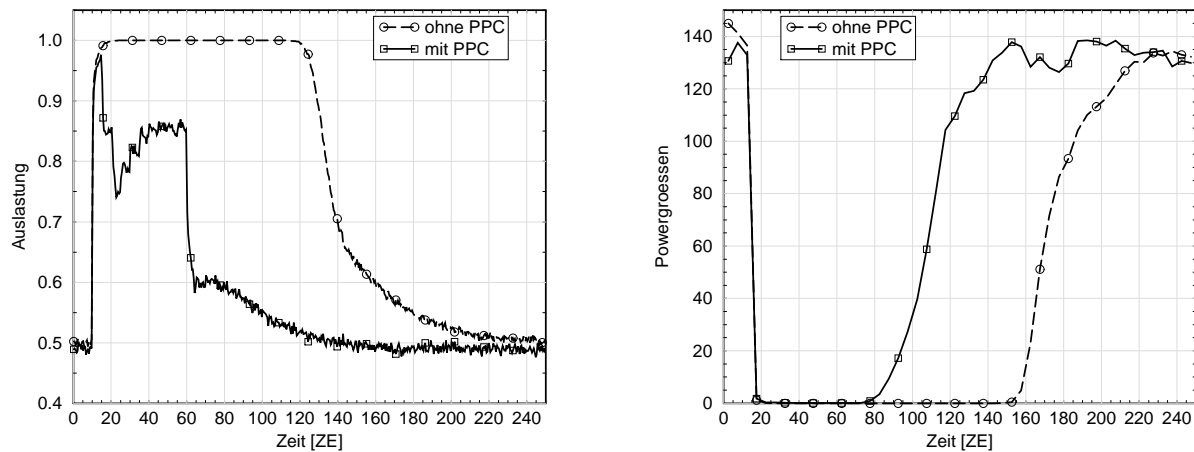 ohne PPC
mit PPC
1.0
0.9
0.8
0.7
0.6
0.5
0.4
Auslastung
0 20 40 60 80 100 120 140 160 180 200 220 240
Zeit [ZE]
ohne PPC
mit PPC
140
120
100
80
60
40
20
0
Powergroessen
0 20 40 60 80 100 120 140 160 180 200 220 240
Zeit [ZE]